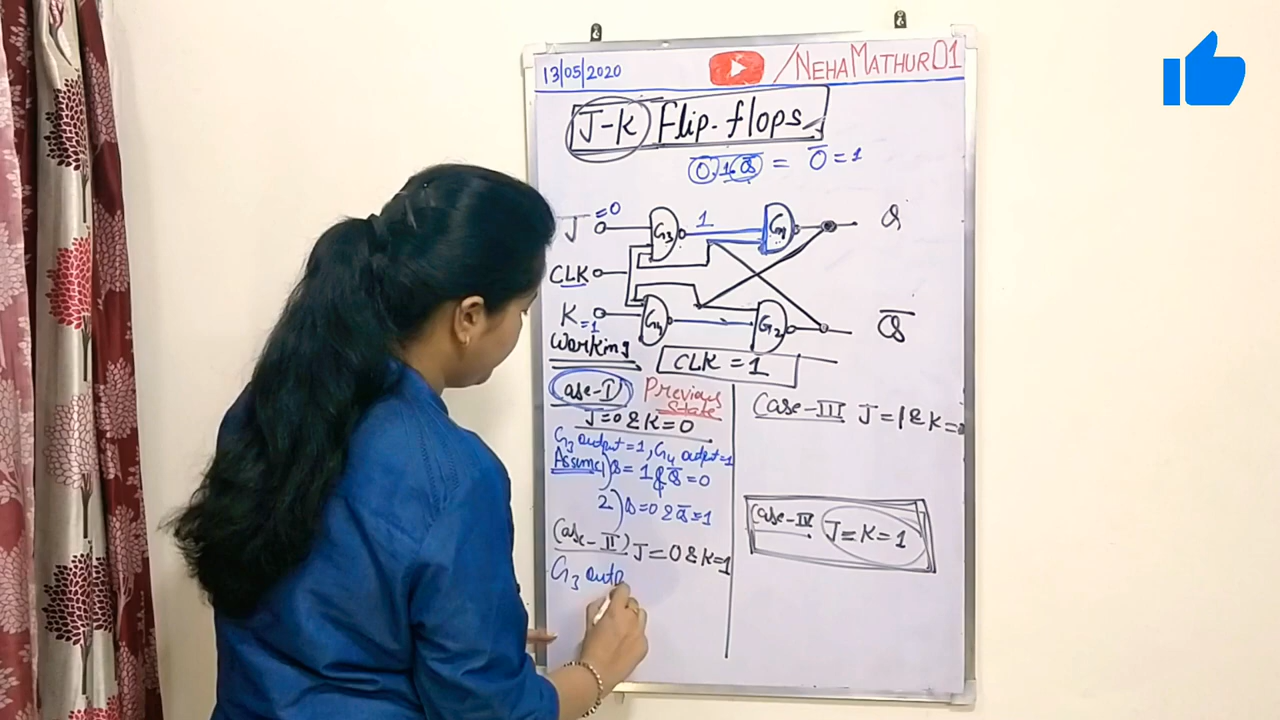 13/05/2020
/NEHAMATHUR01
J-K Flip-flops
0.1.Q̅ = 0̅ = 1
J =0
G3
1
G1
Q
CLK
K =1
G4
G2
Q̅
Working
CLK = 1
Case-I Previous State
J=0 & K=0
G3 output=1, G4 output=1
Assume 1) Q=1 & Q̅=0
2) Q=0 & Q̅=1
Case-II) J=0 & K=1
G3 outp
Case-III J=1 & K=0
Case-IV J=K=1